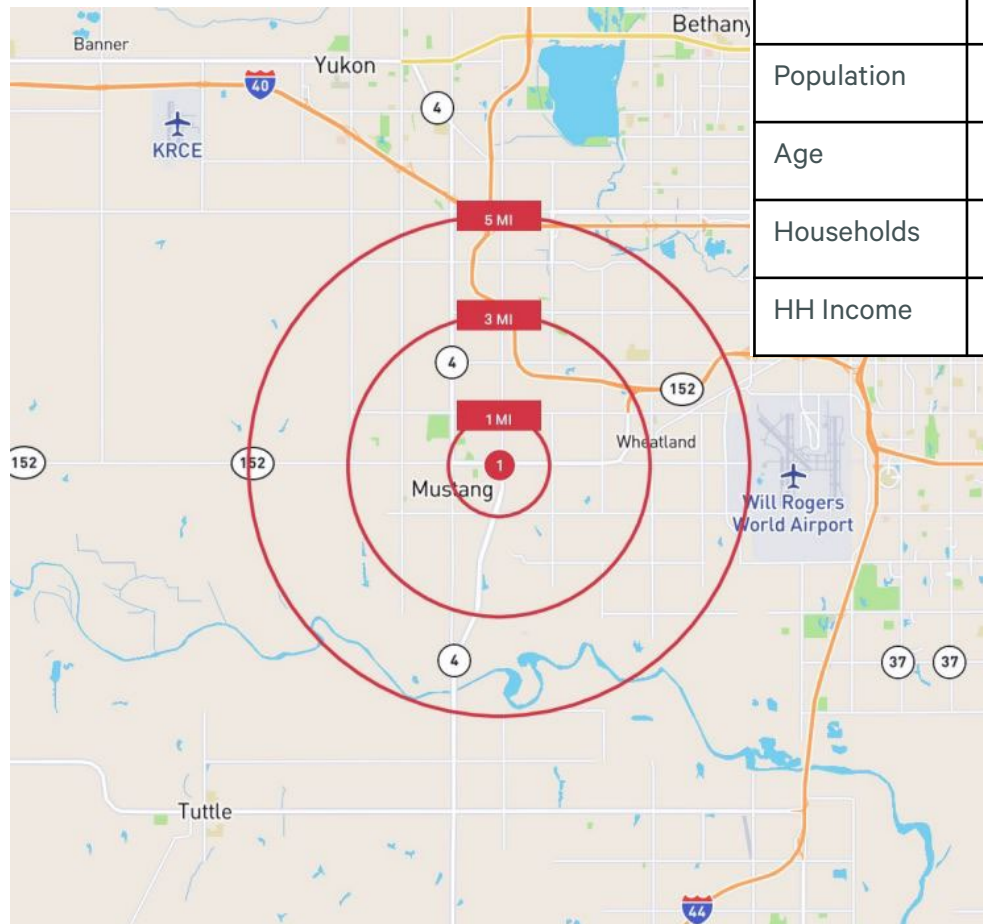 Bethany
Banner
Yukon
40
4
KRCE
Population
Age
Households
HH Income
5 MI
3 MI
4
152
1 MI
Wheatland
152
152
1
Mustang
Will Rogers
World Airport
4
37
37
Tuttle
44